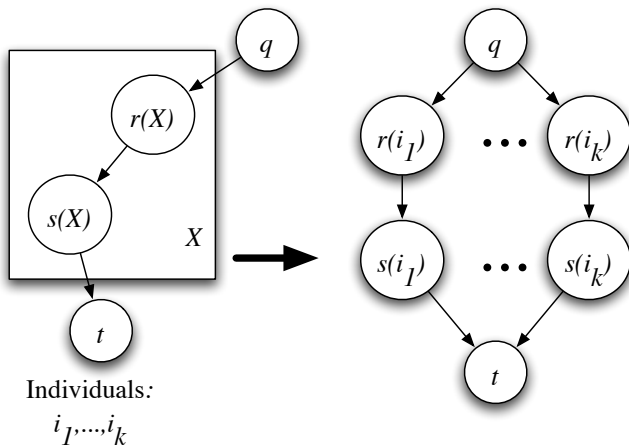 q
r(X)
s(X)
X
t
Individuals:
i₁,...,iₖ
q
r(i₁) ••• r(iₖ)
s(i₁) ••• s(iₖ)
t